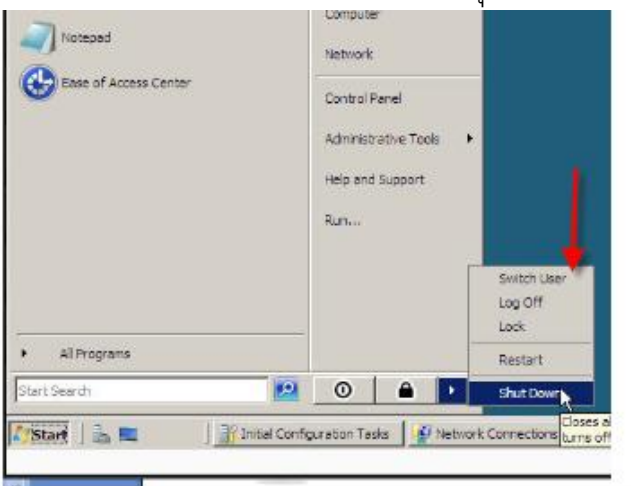 Computer
Notepad
Network
Ease of Access Center
Control Panel
Administrative Tools
Help and Support
Run...
Switch User
Log Off
Lock
All Programs
Restart
Start Search
Shut Down
Closes a
turns off
Start
Initial Configuration Tasks
Network Connections